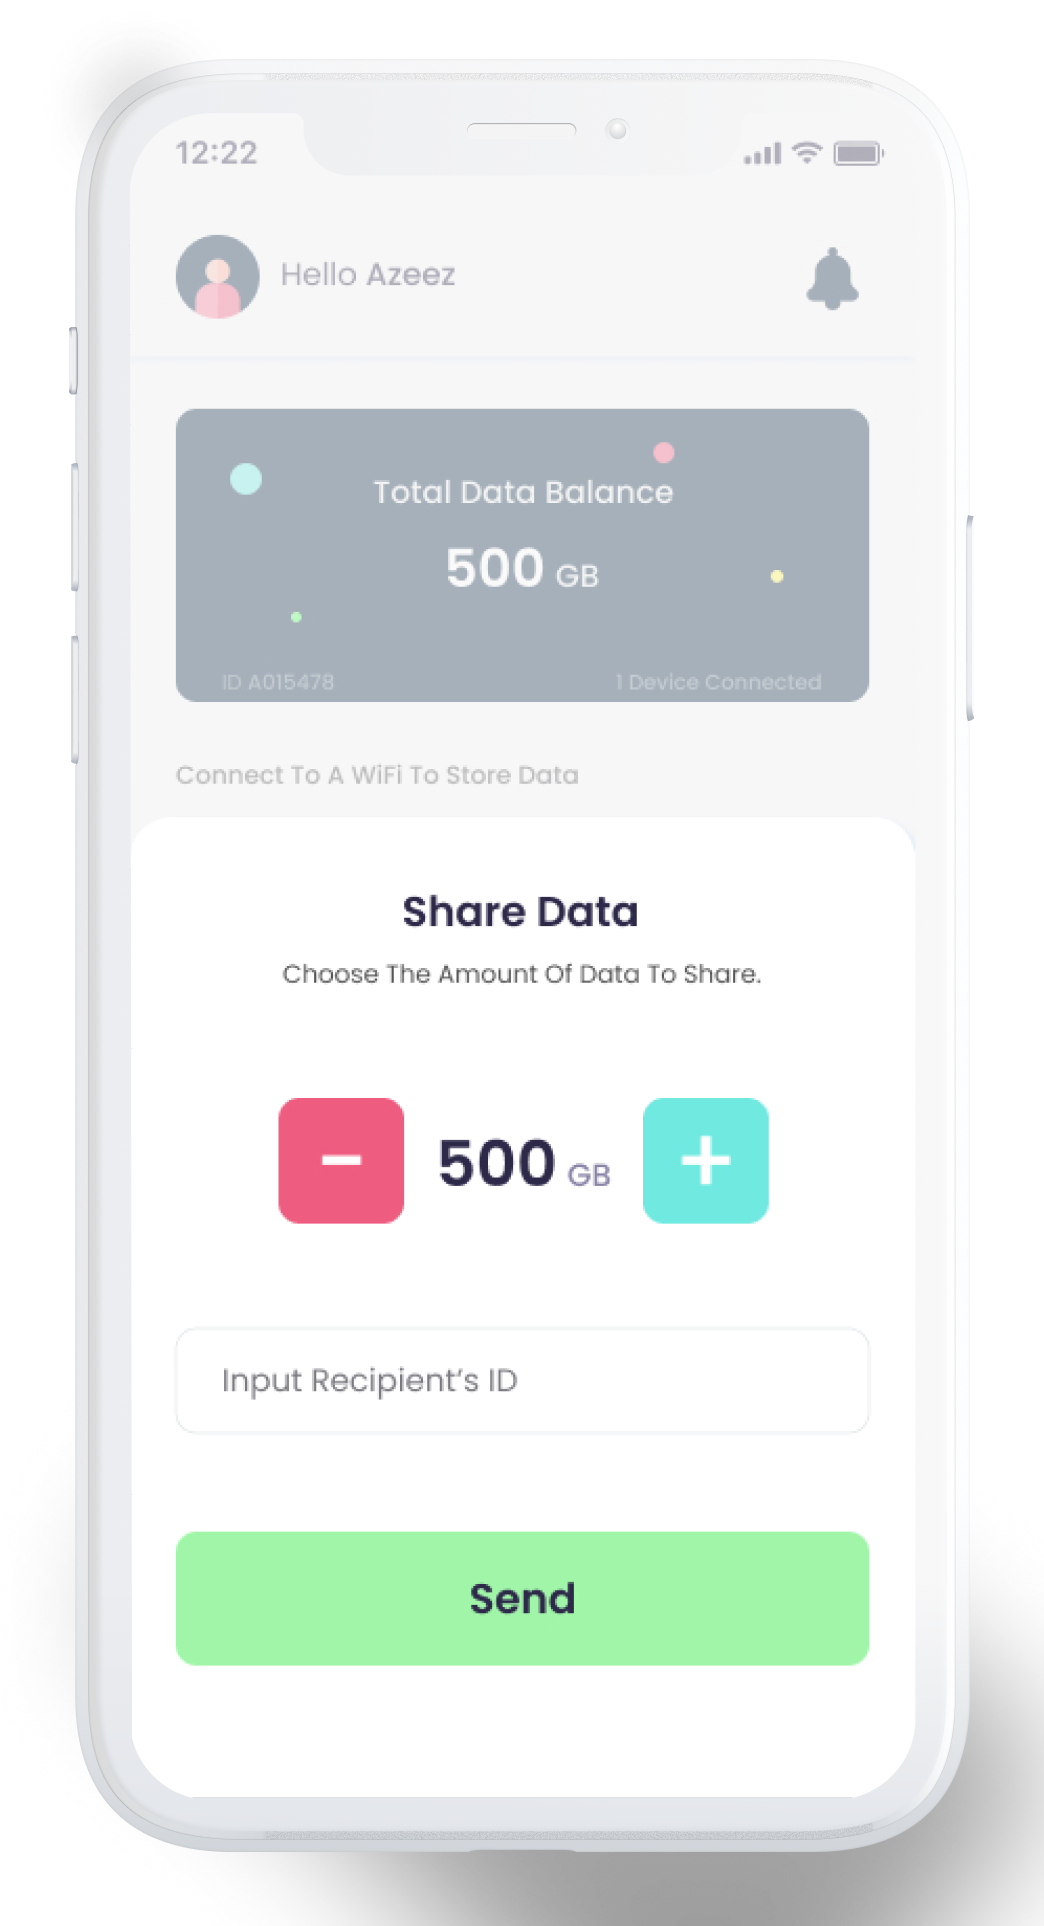 12:22
Hello Azeez
Total Data Balance
500 GB
ID A015478
1 Device Connected
Connect To A WiFi To Store Data
Share Data
Choose The Amount Of Data To Share.
− 500 GB +
Input Recipient’s ID
Send